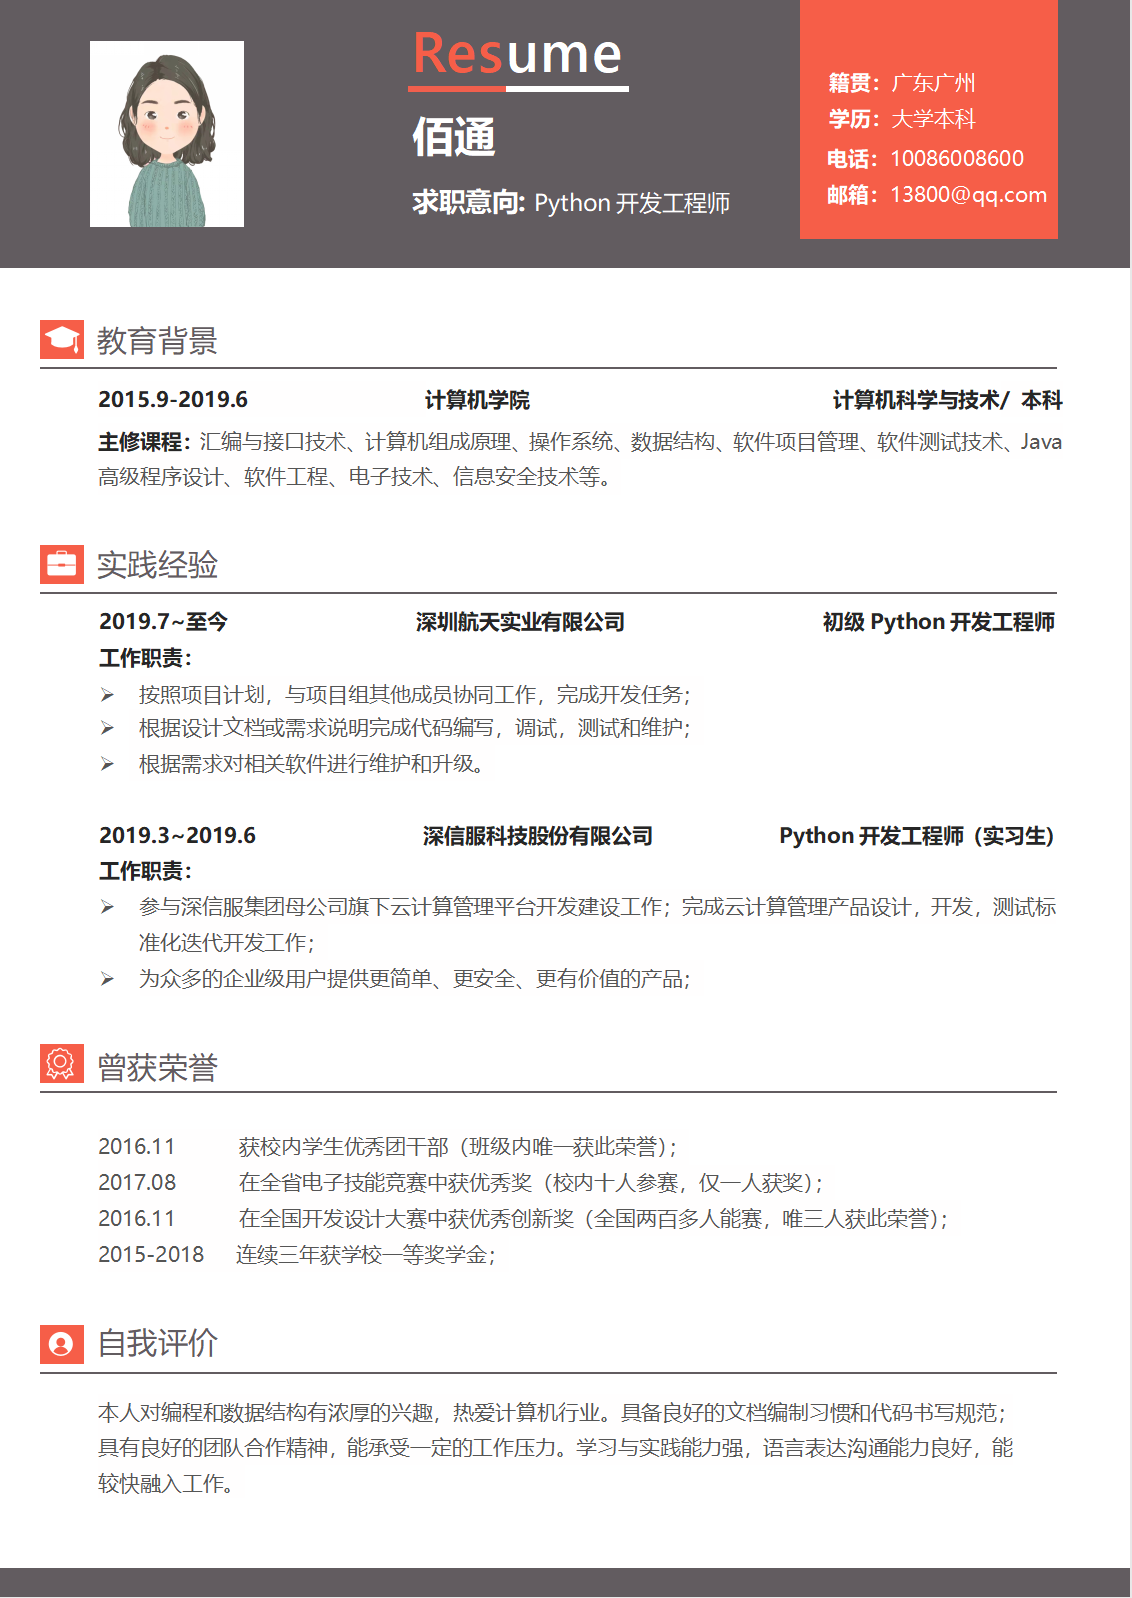 Resume
佰通
求职意向: Python 开发工程师
籍贯：广东广州
学历：大学本科
电话：10086008600
邮箱：13800@qq.com
教育背景
2015.9-2019.6 计算机学院 计算机科学与技术/ 本科
主修课程：汇编与接口技术、计算机组成原理、操作系统、数据结构、软件项目管理、软件测试技术、Java
高级程序设计、软件工程、电子技术、信息安全技术等。
实践经验
2019.7~至今 深圳航天实业有限公司 初级 Python 开发工程师
工作职责：
➢ 按照项目计划，与项目组其他成员协同工作，完成开发任务；
➢ 根据设计文档或需求说明完成代码编写，调试，测试和维护；
➢ 根据需求对相关软件进行维护和升级。
2019.3~2019.6 深信服科技股份有限公司 Python 开发工程师（实习生）
工作职责：
➢ 参与深信服集团母公司旗下云计算管理平台开发建设工作；完成云计算管理产品设计，开发，测试标
准化迭代开发工作；
➢ 为众多的企业级用户提供更简单、更安全、更有价值的产品；
曾获荣誉
2016.11 获校内学生优秀团干部（班级内唯一获此荣誉）；
2017.08 在全省电子技能竞赛中获优秀奖（校内十人参赛，仅一人获奖）；
2016.11 在全国开发设计大赛中获优秀创新奖（全国两百多人能赛，唯三人获此荣誉）；
2015-2018 连续三年获学校一等奖学金；
自我评价
本人对编程和数据结构有浓厚的兴趣，热爱计算机行业。具备良好的文档编制习惯和代码书写规范；
具有良好的团队合作精神，能承受一定的工作压力。学习与实践能力强，语言表达沟通能力良好，能
较快融入工作。